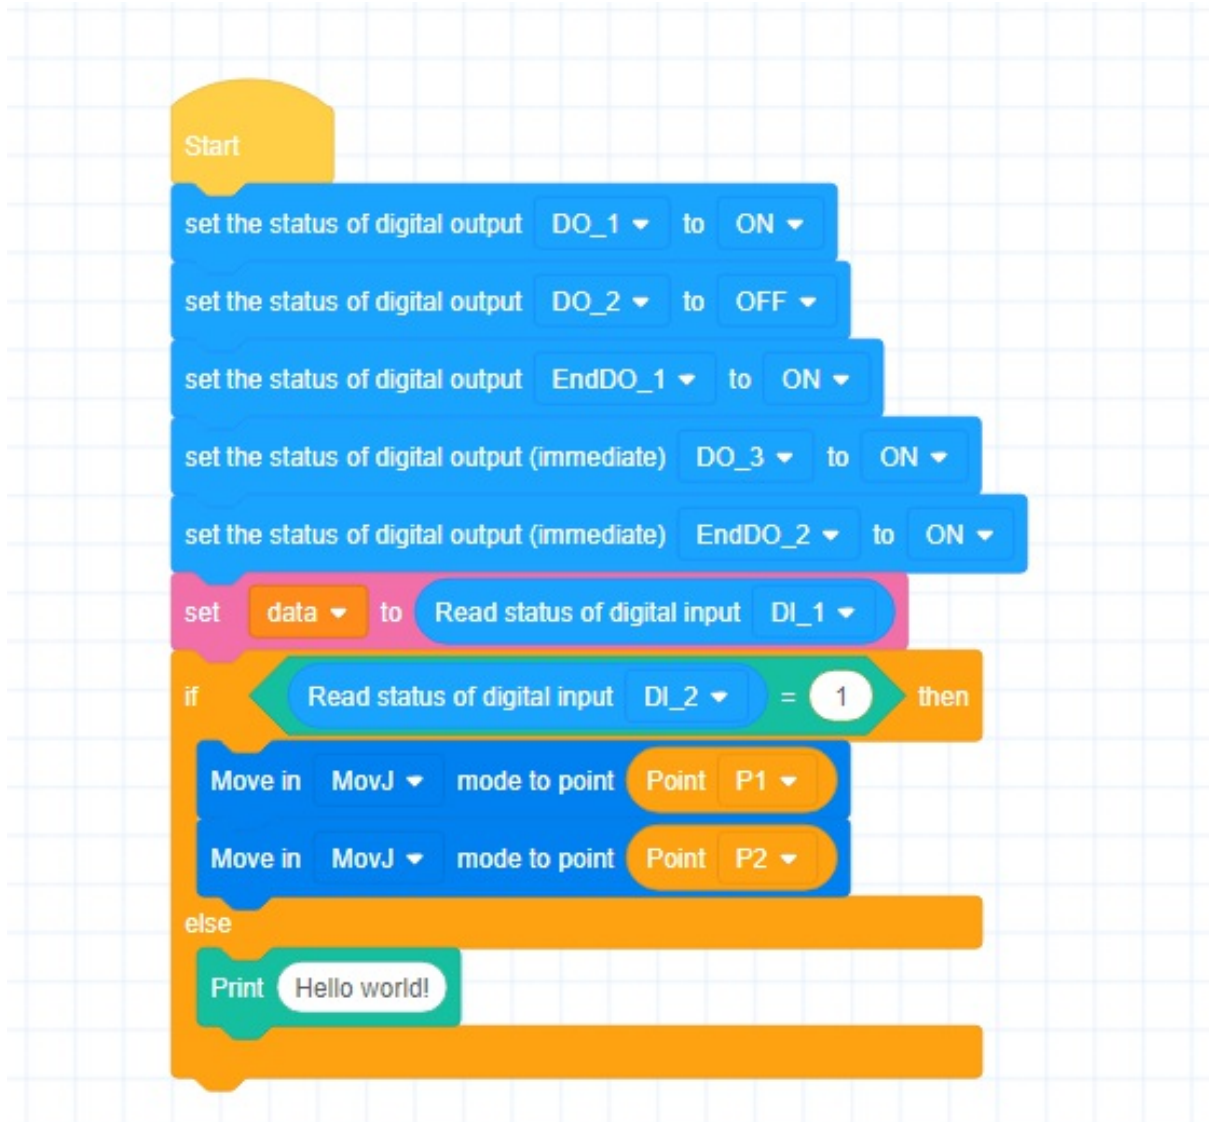 Start
set the status of digital output DO_1 to ON
set the status of digital output DO_2 to OFF
set the status of digital output EndDO_1 to ON
set the status of digital output (immediate) DO_3 to ON
set the status of digital output (immediate) EndDO_2 to ON
set data to Read status of digital input DI_1
if Read status of digital input DI_2 = 1 then
Move in MovJ mode to point Point P1
Move in MovJ mode to point Point P2
else
Print Hello world!